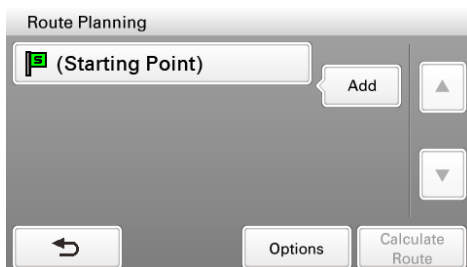 Route Planning
S (Starting Point)
Add
Options
Calculate
Route